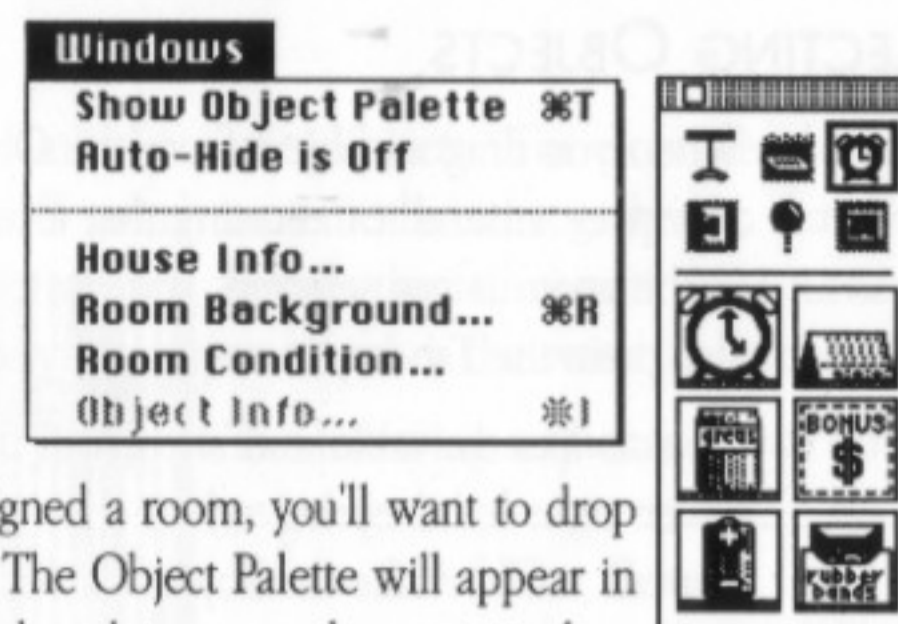 Windows
Show Object Palette ⌘T
Auto-Hide is Off
House Info...
Room Background... ⌘R
Room Condition...
Object Info... ⌘I
BONUS
$
rubber
bands
gned a room, you'll want to drop
The Object Palette will appear in